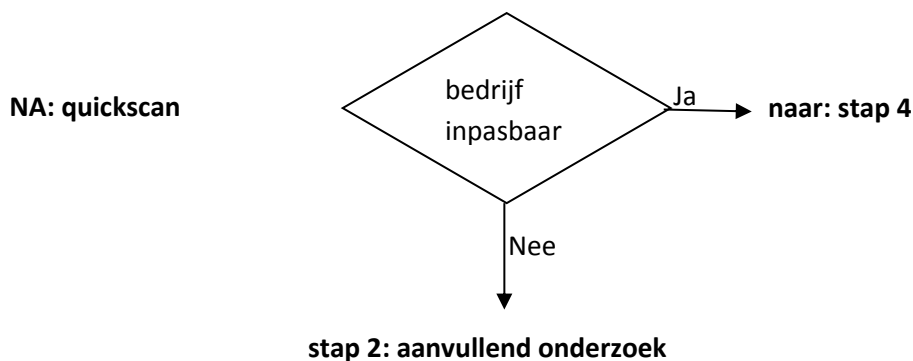 bedrijf
NA: quickscan
inpasbaar
Ja
naar: stap 4
Nee
stap 2: aanvullend onderzoek